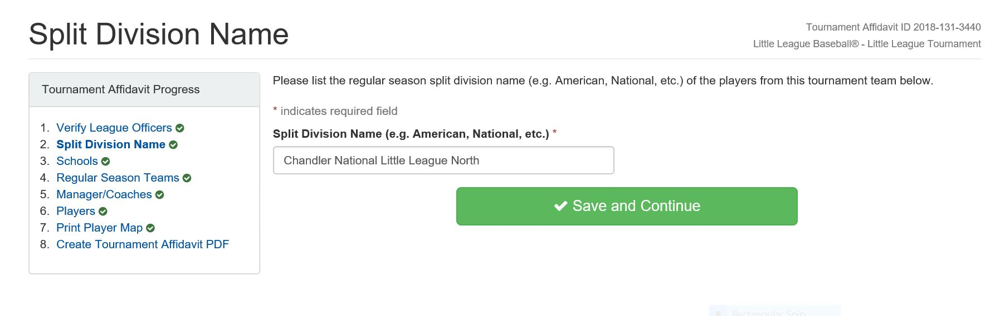 Split Division Name
Tournament Affidavit ID 2018-131-3440
Little League Baseball® - Little League Tournament
Tournament Affidavit Progress
1. Verify League Officers
2. Split Division Name
3. Schools
4. Regular Season Teams
5. Manager/Coaches
6. Players
7. Print Player Map
8. Create Tournament Affidavit PDF
Please list the regular season split division name (e.g. American, National, etc.) of the players from this tournament team below.
* indicates required field
Split Division Name (e.g. American, National, etc.) *
Chandler National Little League North
Save and Continue
Rectangular Snip